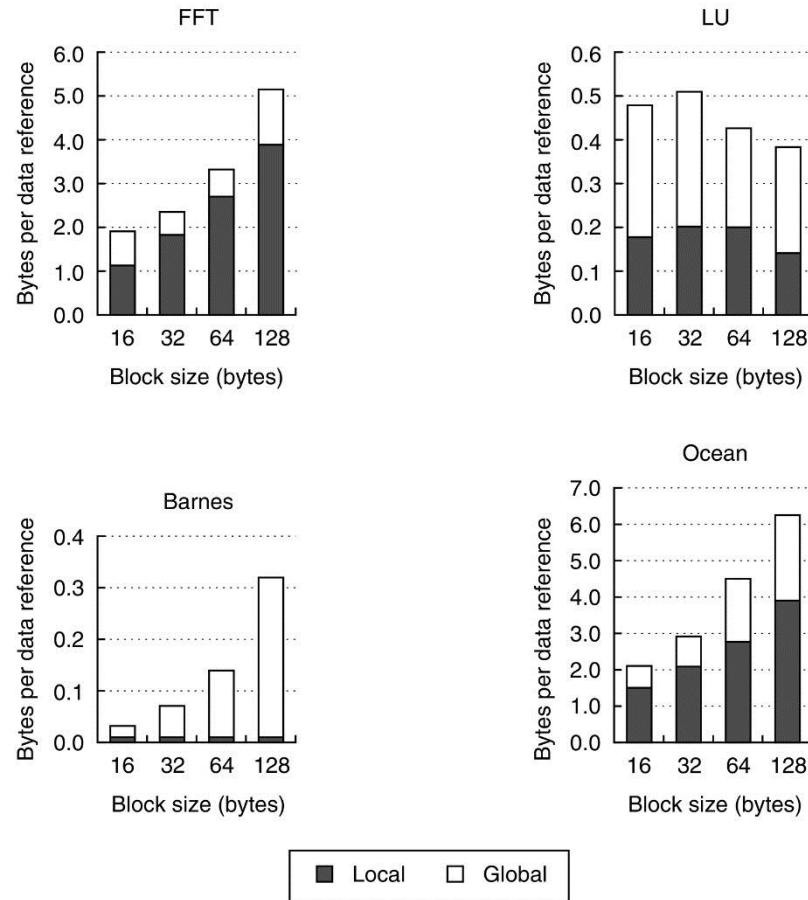 FFT
Bytes per data reference
6.0
5.0
4.0
3.0
2.0
1.0
0.0
16 32 64 128
Block size (bytes)
LU
Bytes per data reference
0.6
0.5
0.4
0.3
0.2
0.1
0.0
16 32 64 128
Block size (bytes)
Barnes
Bytes per data reference
0.4
0.3
0.2
0.1
0.0
16 32 64 128
Block size (bytes)
Ocean
Bytes per data reference
7.0
6.0
5.0
4.0
3.0
2.0
1.0
0.0
16 32 64 128
Block size (bytes)
Local Global